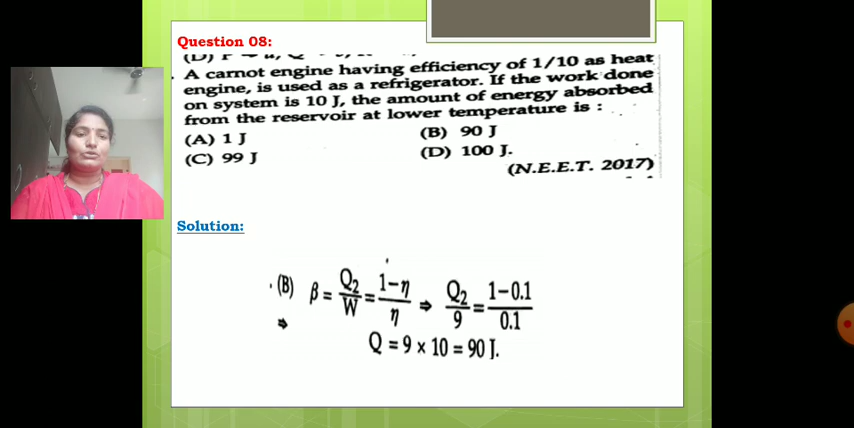 Question 08:
A carnot engine having efficiency of 1/10 as heat
engine, is used as a refrigerator. If the work done
on system is 10 J, the amount of energy absorbed
from the reservoir at lower temperature is :
(A) 1 J (B) 90 J
(C) 99 J (D) 100 J.
(N.E.E.T. 2017)
Solution:
(B) β = Q₂/W = 1−η/η ⇒ Q₂/9 = 1−0.1/0.1
⇒ Q = 9 × 10 = 90 J.